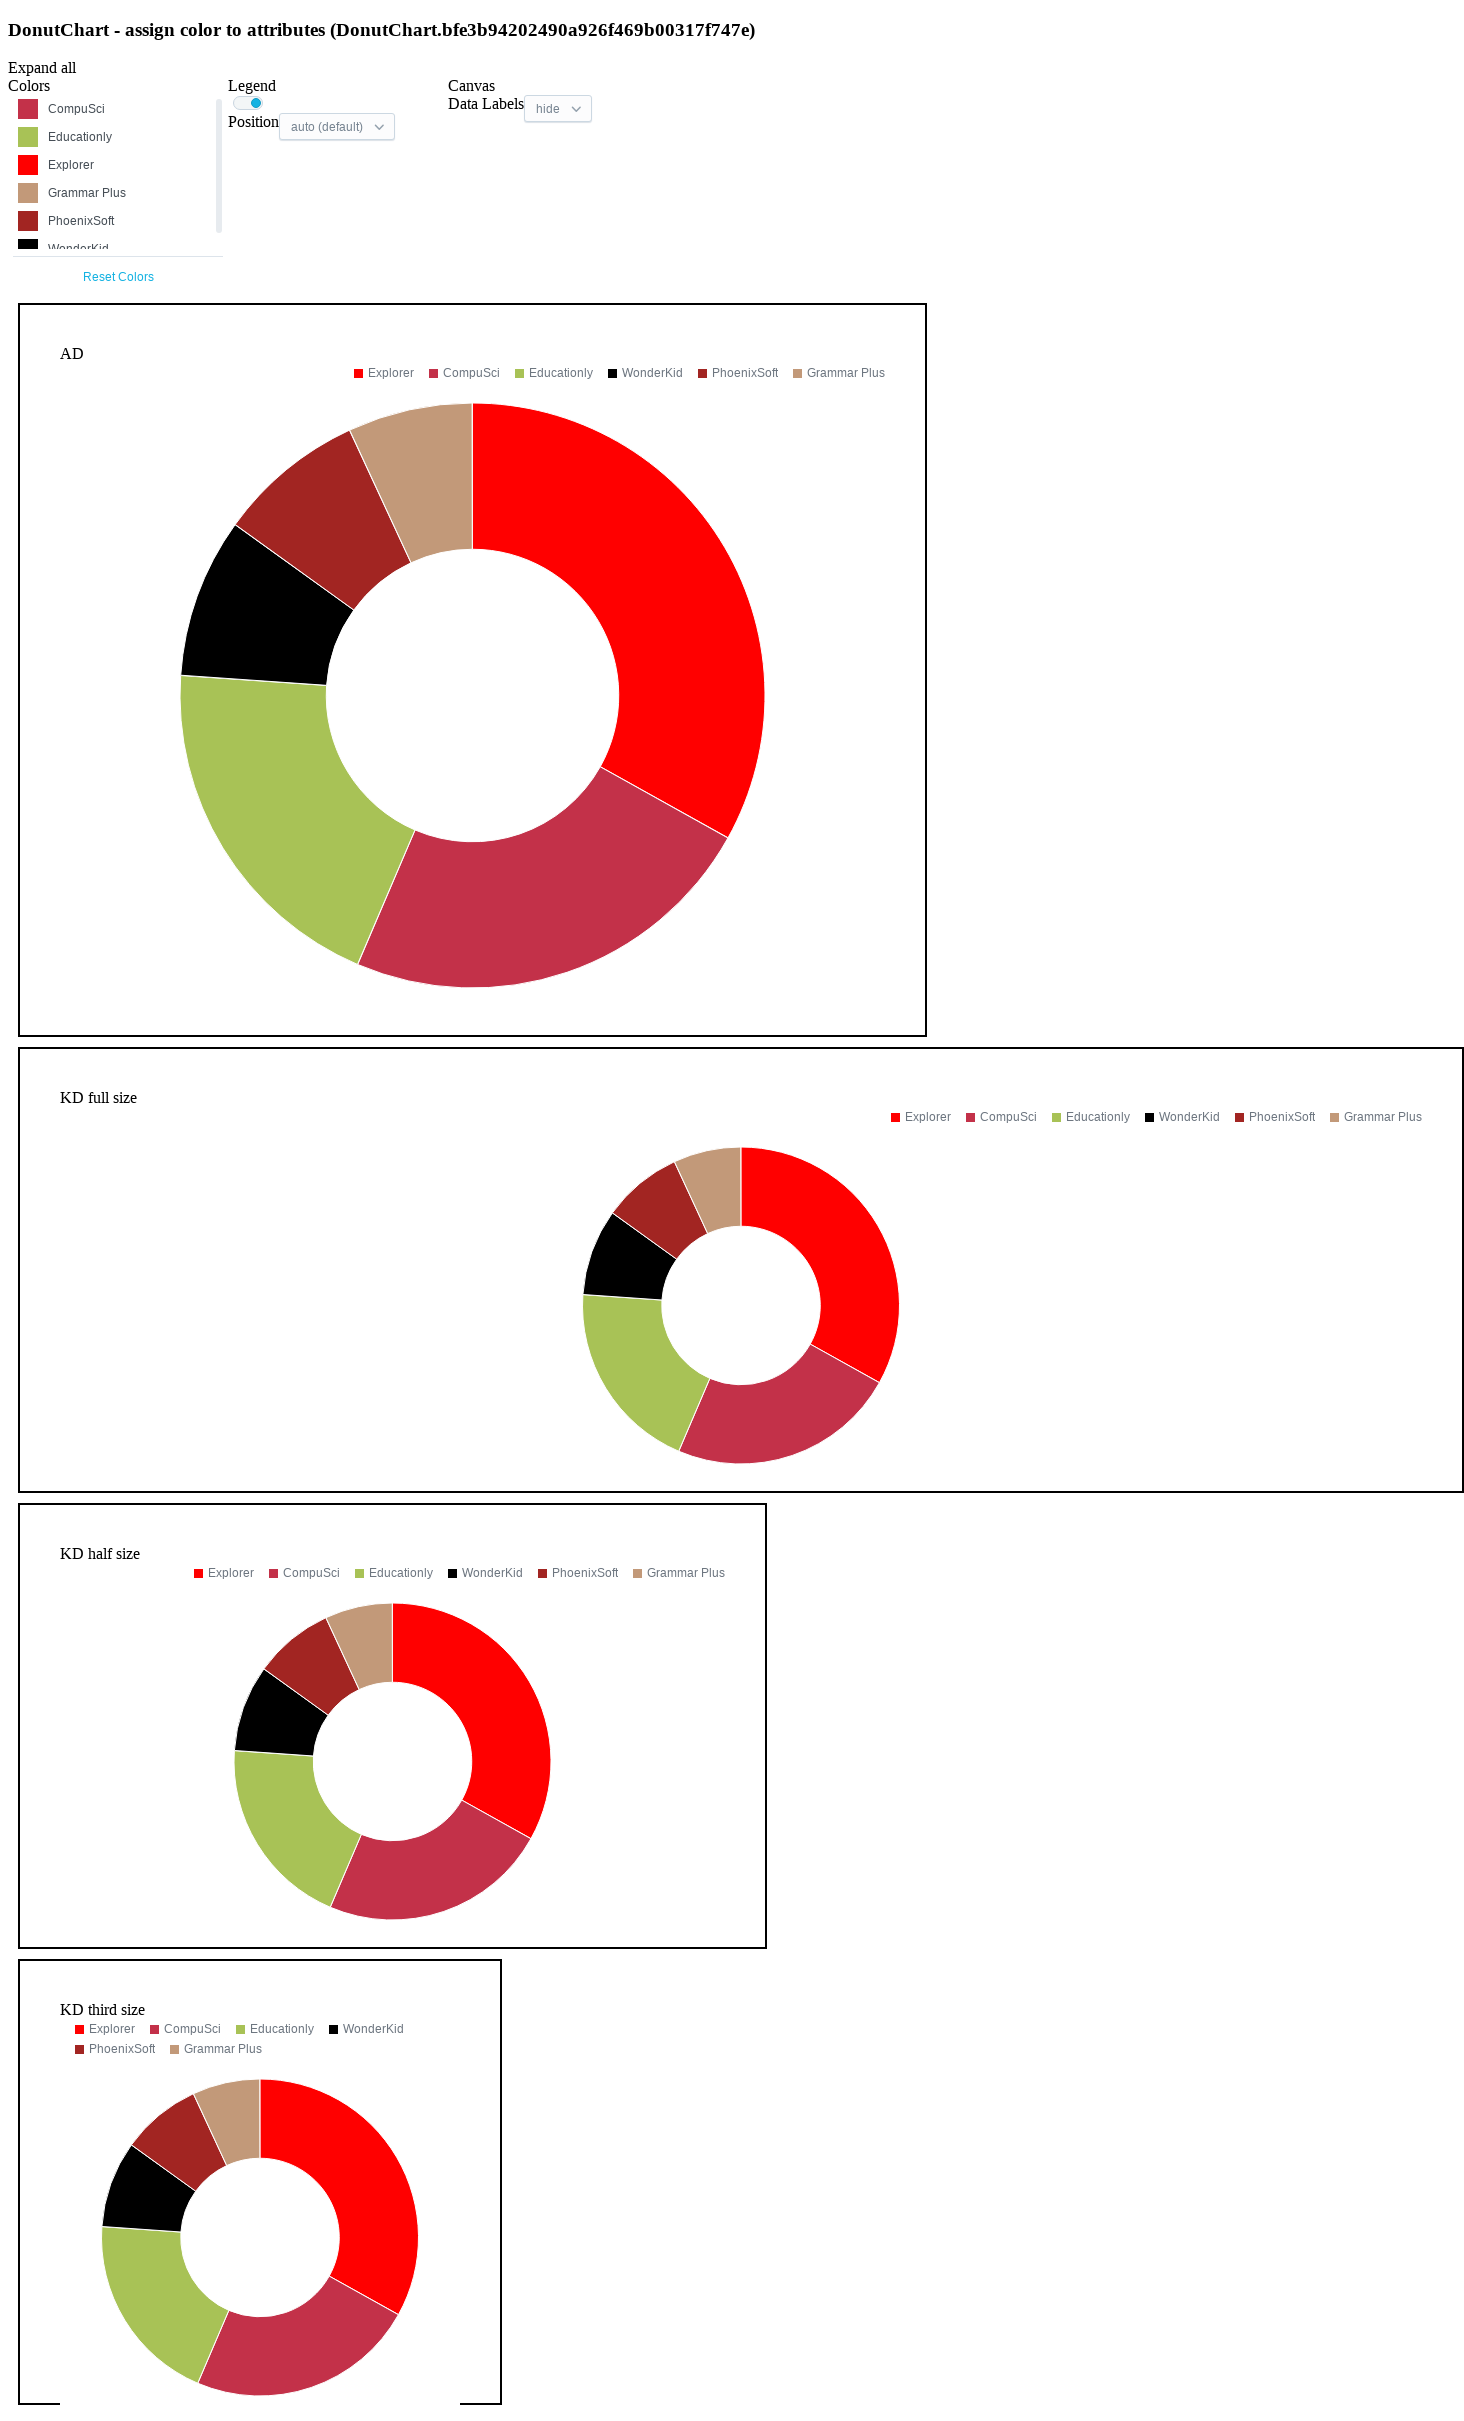 DonutChart - assign color to attributes (DonutChart.bfe3b94202490a926f469b00317f747e)
Expand all
Colors
CompuSci
Educationly
Explorer
Grammar Plus
PhoenixSoft
WonderKid
Reset Colors
Legend
Position auto (default)
Canvas
Data Labels hide
AD
Explorer CompuSci Educationly WonderKid PhoenixSoft Grammar Plus
KD full size
Explorer CompuSci Educationly WonderKid PhoenixSoft Grammar Plus
KD half size
Explorer CompuSci Educationly WonderKid PhoenixSoft Grammar Plus
KD third size
Explorer CompuSci Educationly WonderKid
PhoenixSoft Grammar Plus